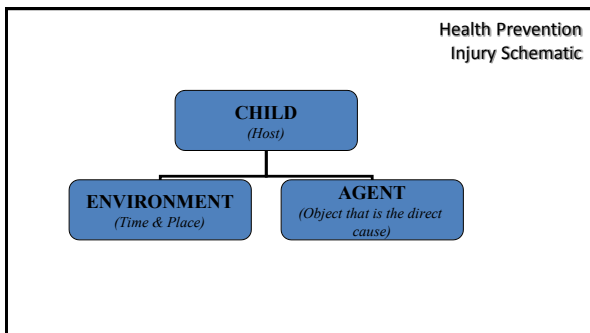 Health Prevention
Injury Schematic
CHILD
(Host)
ENVIRONMENT
(Time & Place)
AGENT
(Object that is the direct
cause)